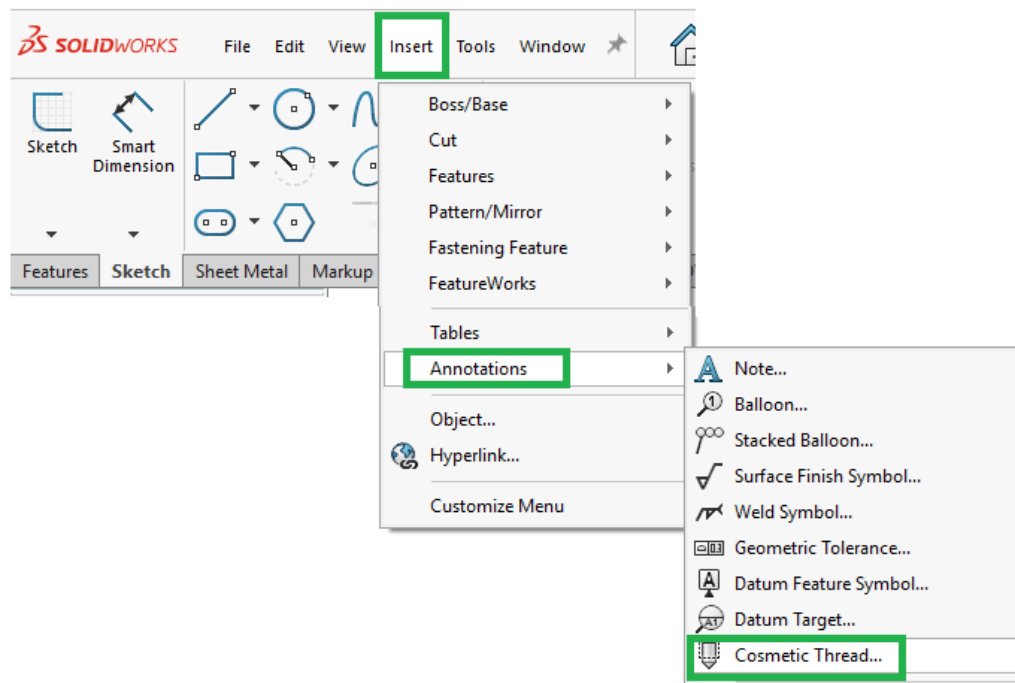 SOLIDWORKS File Edit View Insert Tools Window
Sketch Smart Dimension
Features Sketch Sheet Metal Markup
Boss/Base
Cut
Features
Pattern/Mirror
Fastening Feature
FeatureWorks
Tables
Annotations
Object...
Hyperlink...
Customize Menu
Note...
Balloon...
Stacked Balloon...
Surface Finish Symbol...
Weld Symbol...
Geometric Tolerance...
Datum Feature Symbol...
Datum Target...
Cosmetic Thread...